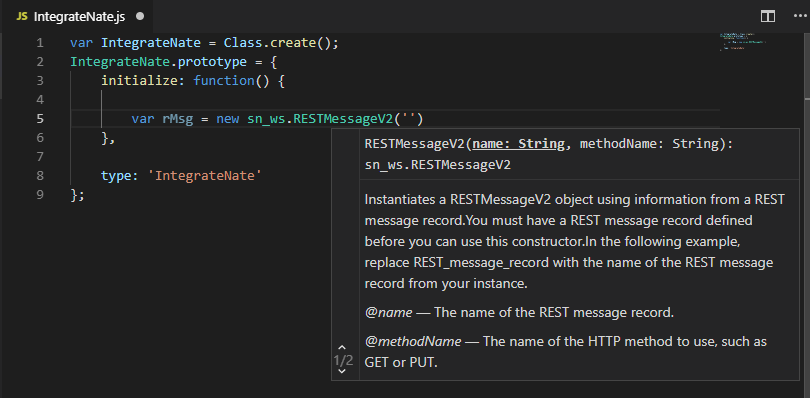 JS IntegrateNate.js
1 var IntegrateNate = Class.create();
2 IntegrateNate.prototype = {
3 initialize: function() {
4
5 var rMsg = new sn_ws.RESTMessageV2('')
6 },
7
8 type: 'IntegrateNate'
9 };
RESTMessageV2(name: String, methodName: String):
sn_ws.RESTMessageV2
Instantiates a RESTMessageV2 object using information from a REST
message record.You must have a REST message record defined
before you can use this constructor.In the following example,
replace REST_message_record with the name of the REST message
record from your instance.
@name — The name of the REST message record.
@methodName — The name of the HTTP method to use, such as
GET or PUT.
1/2